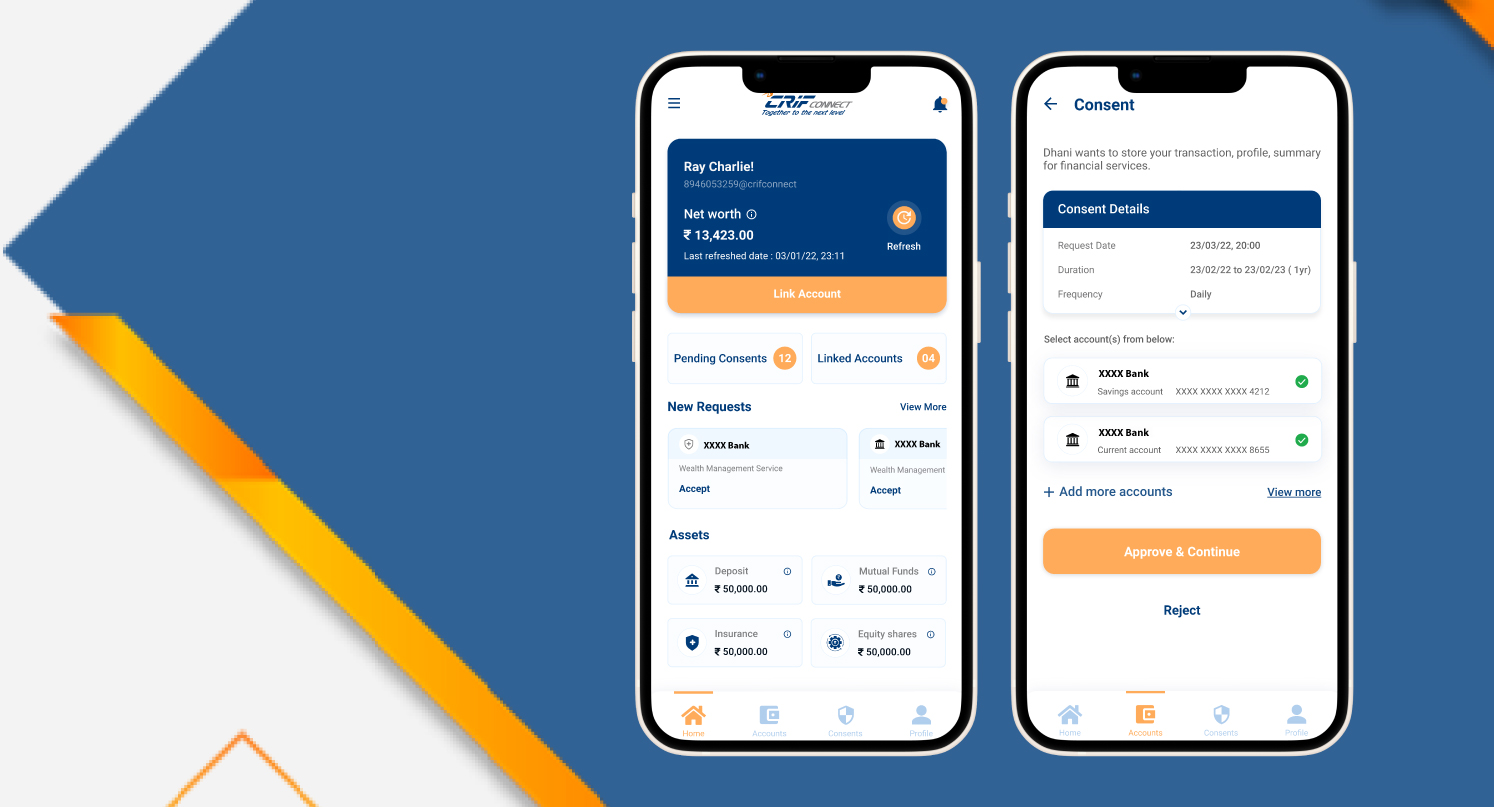 CRIF CONNECT
Together to the next level
Ray Charlie!
8946053259@crifconnect
Net worth
₹ 13,423.00
Last refreshed date : 03/01/22, 23:11
Refresh
Link Account
Pending Consents 12
Linked Accounts 04
New Requests
View More
XXXX Bank
Wealth Management Service
Accept
XXXX Bank
Wealth Management
Accept
Assets
Deposit
₹ 50,000.00
Mutual Funds
₹ 50,000.00
Insurance
₹ 50,000.00
Equity shares
₹ 50,000.00
Home
Accounts
Consents
Profile
Consent
Dhani wants to store your transaction, profile, summary
for financial services.
Consent Details
Request Date 23/03/22, 20:00
Duration 23/02/22 to 23/02/23 ( 1yr)
Frequency Daily
Select account(s) from below:
XXXX Bank
Savings account XXXX XXXX XXXX 4212
XXXX Bank
Current account XXXX XXXX XXXX 8655
+ Add more accounts
View more
Approve & Continue
Reject
Home
Accounts
Consents
Profile